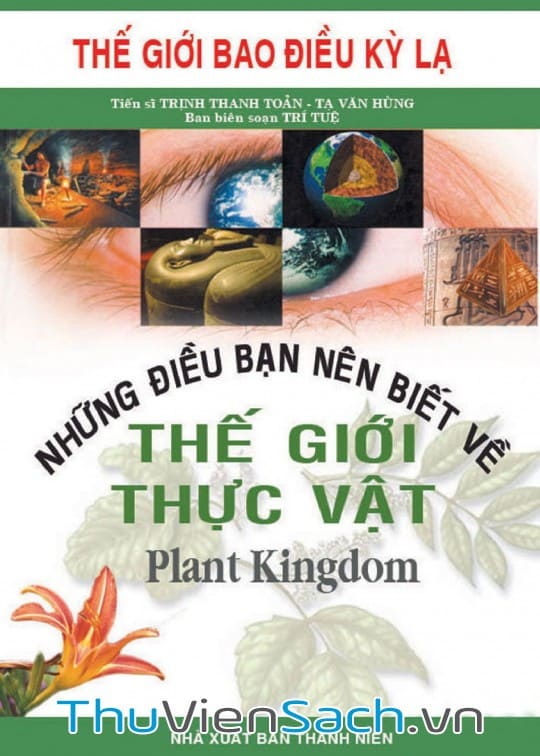 THẾ GIỚI BAO ĐIỀU KỲ LẠ
Tiến sĩ TRỊNH THANH TOẢN - TẠ VĂN HÙNG
Ban biên soạn TRÍ TUỆ
NHỮNG ĐIỀU BẠN NÊN BIẾT VỀ
THẾ GIỚI
THỰC VẬT
Plant Kingdom
ThuVienSach.vn
NHÀ XUẤT BẢN THANH NIÊN